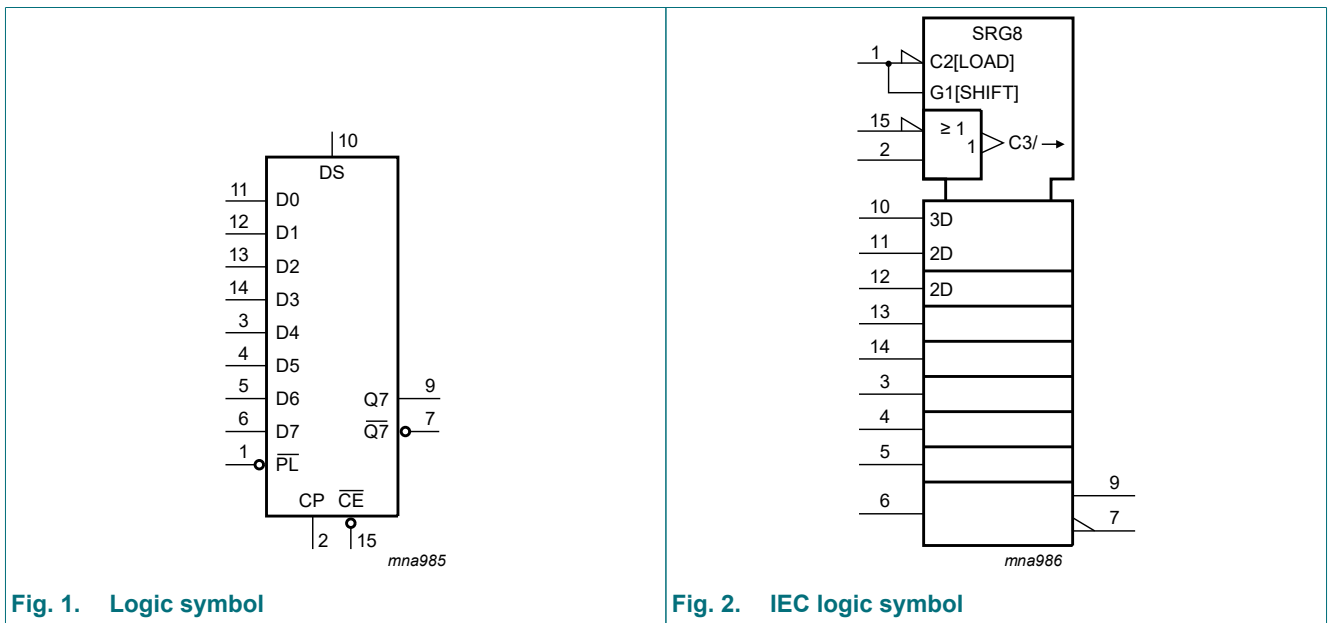 10
DS
11 D0
12 D1
13 D2
14 D3
3 D4
4 D5
5 D6 Q7 9
6 D7 Q7 7
1 PL
CP CE
2 15
mna985
Fig. 1. Logic symbol
SRG8
1 C2[LOAD]
G1[SHIFT]
15 ≥ 1
2 1 C3/ →
10 3D
11 2D
12 2D
13
14
3
4
5
9
6
7
mna986
Fig. 2. IEC logic symbol